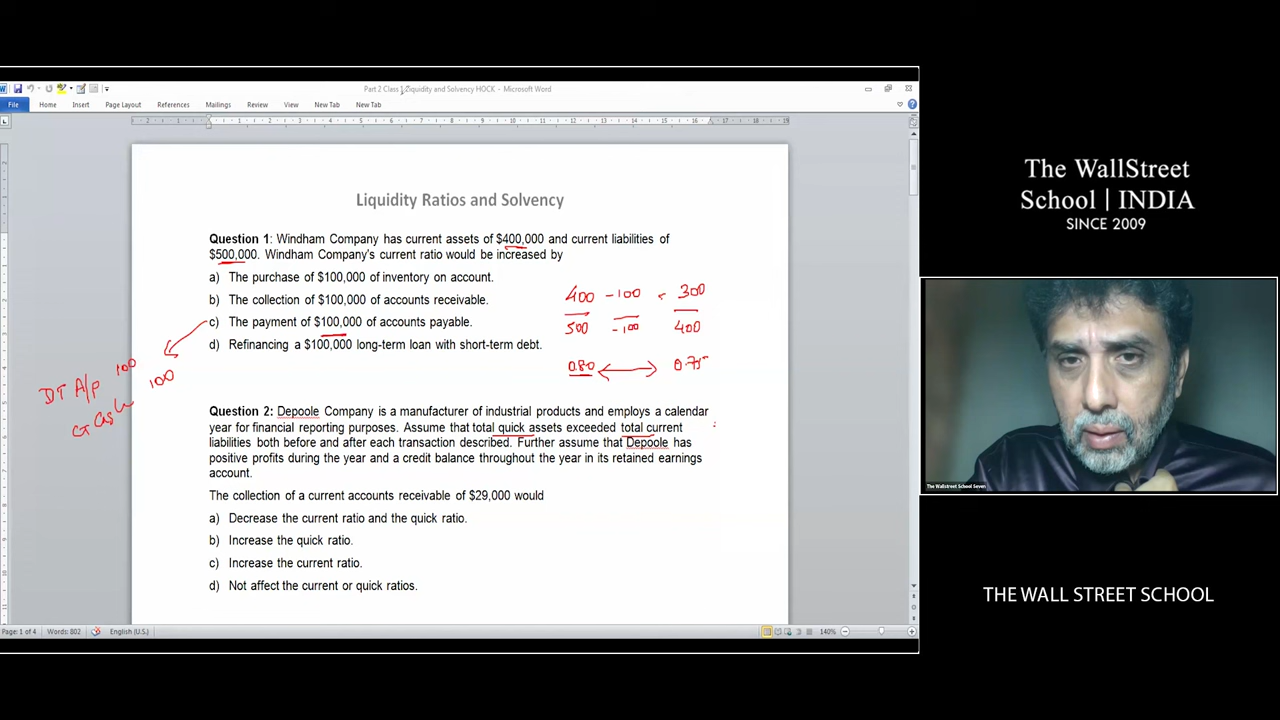 Part 2 Class 1 Liquidity and Solvency HOCK - Microsoft Word
File Home Insert Page Layout References Mailings Review View New Tab New Tab
Liquidity Ratios and Solvency
Question 1: Windham Company has current assets of $400,000 and current liabilities of
$500,000. Windham Company's current ratio would be increased by
a) The purchase of $100,000 of inventory on account.
b) The collection of $100,000 of accounts receivable.
c) The payment of $100,000 of accounts payable.
d) Refinancing a $100,000 long-term loan with short-term debt.
400 -100 = 300
500 -100 400
0.80 0.75
DT A/P 100
Cr Cash 100
Question 2: Depoole Company is a manufacturer of industrial products and employs a calendar
year for financial reporting purposes. Assume that total quick assets exceeded total current
liabilities both before and after each transaction described. Further assume that Depoole has
positive profits during the year and a credit balance throughout the year in its retained earnings
account.
The collection of a current accounts receivable of $29,000 would
a) Decrease the current ratio and the quick ratio.
b) Increase the quick ratio.
c) Increase the current ratio.
d) Not affect the current or quick ratios.
Page: 1 of 4 Words: 802 English (U.S.) 140%
The WallStreet
School | INDIA
SINCE 2009
The Wallstreet School Seven
THE WALL STREET SCHOOL